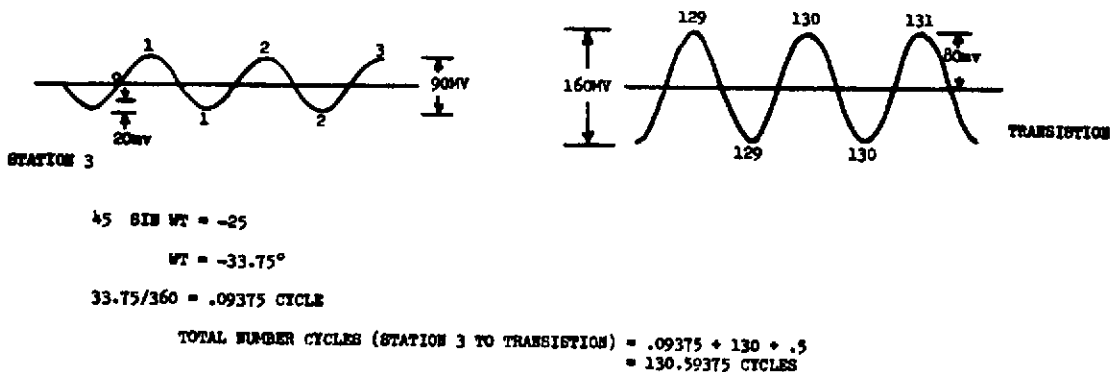 1 2 3
0
90MV
1 2
20mv
STATION 3
129 130 131
80mv
160MV
129 130
TRANSISTION
45 SIN WT = -25
WT = -33.75°
33.75/360 = .09375 CYCLE
TOTAL NUMBER CYCLES (STATION 3 TO TRANSISTION) = .09375 + 130 + .5
= 130.59375 CYCLES